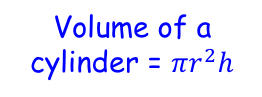 Volume of a
cylinder = 𝜋𝑟²ℎ